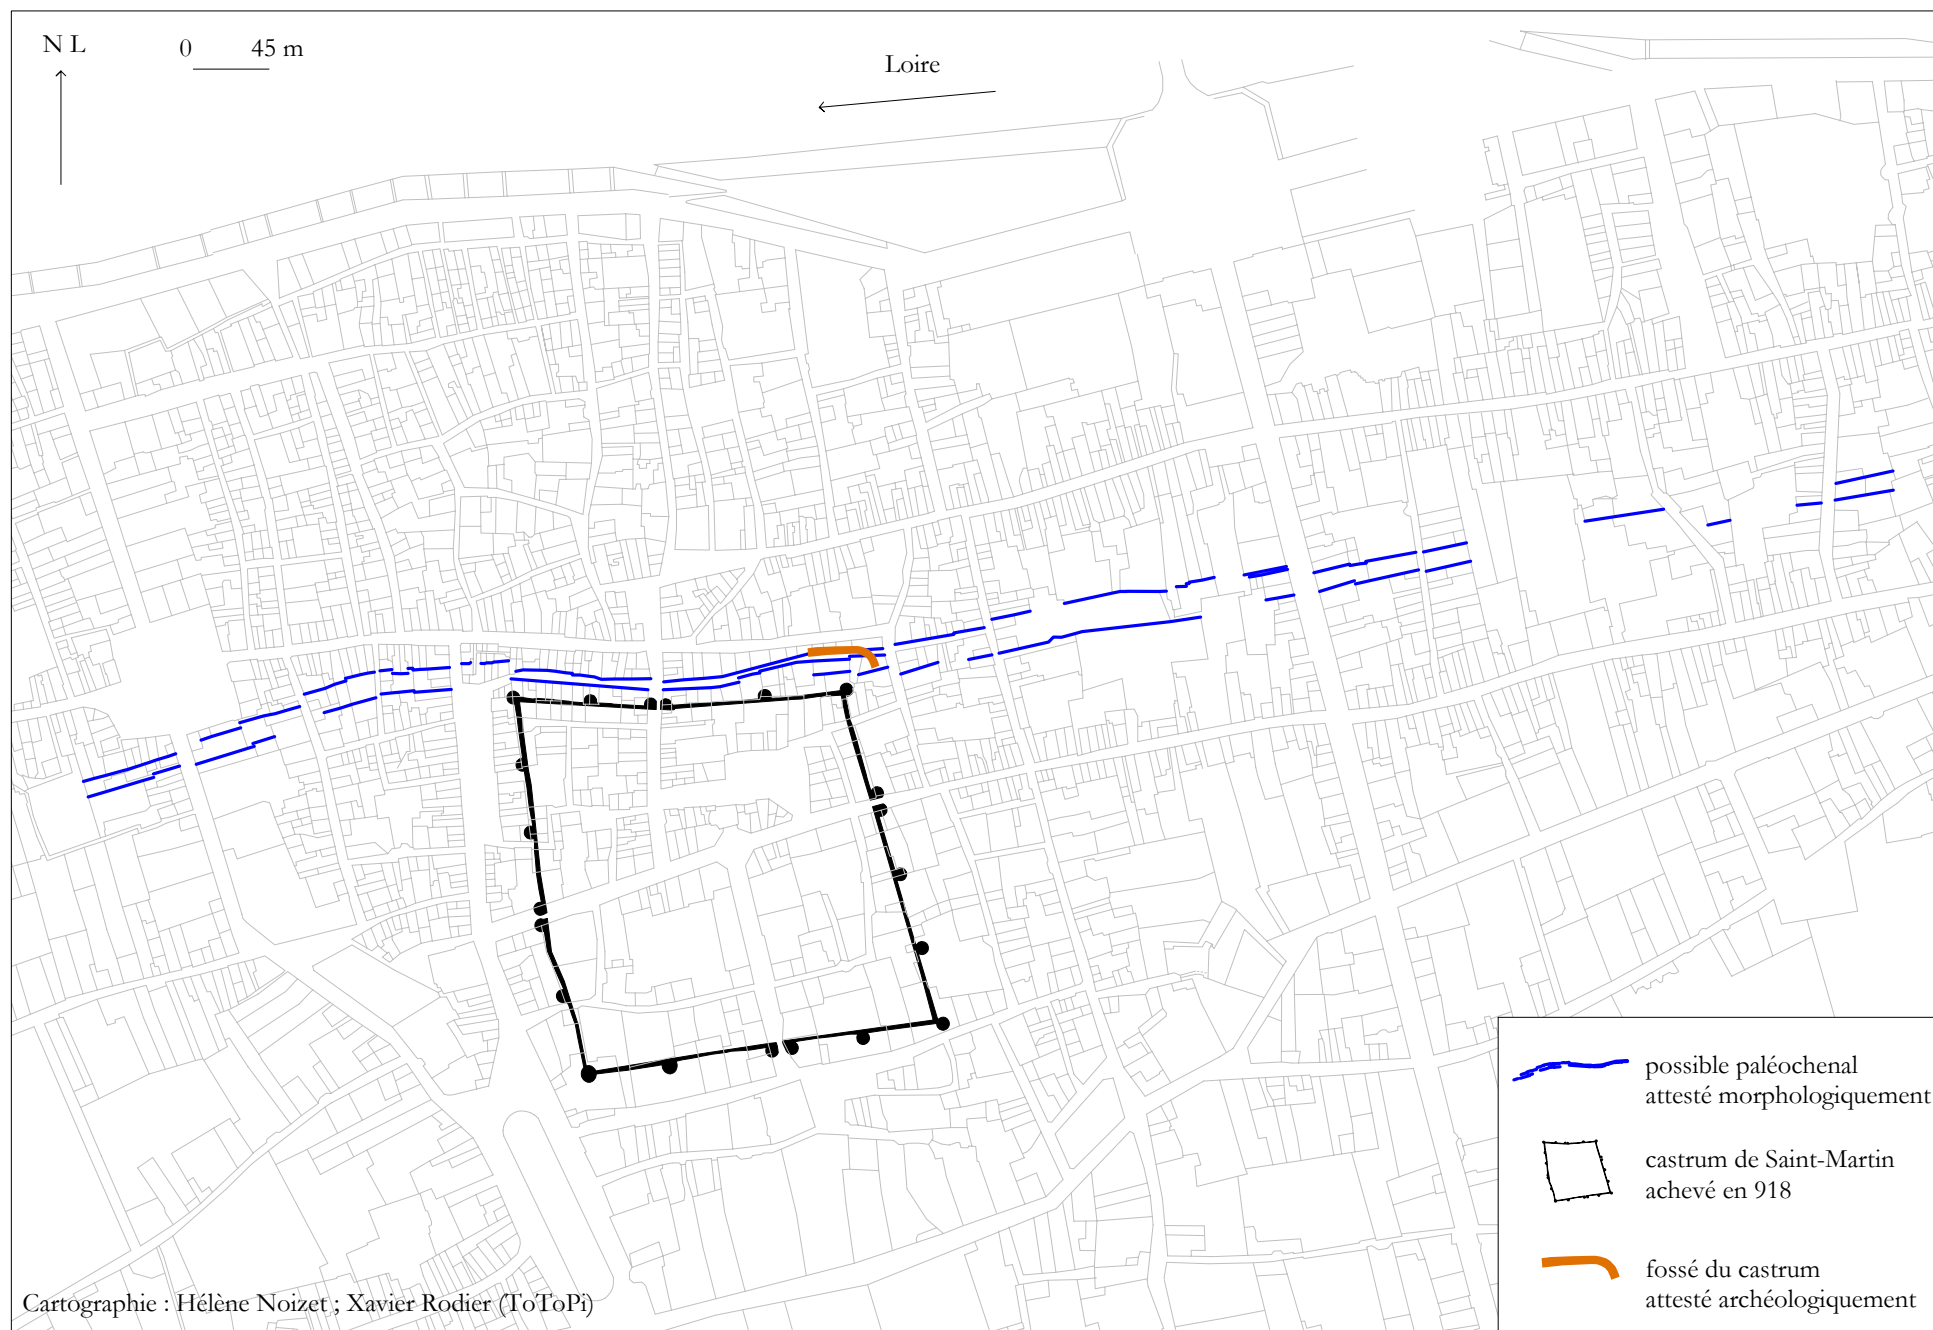 N L
0 45 m
Loire
possible paléochenal
attesté morphologiquement
castrum de Saint-Martin
achevé en 918
fossé du castrum
attesté archéologiquement
Cartographie : Hélène Noizet ; Xavier Rodier (ToToPi)